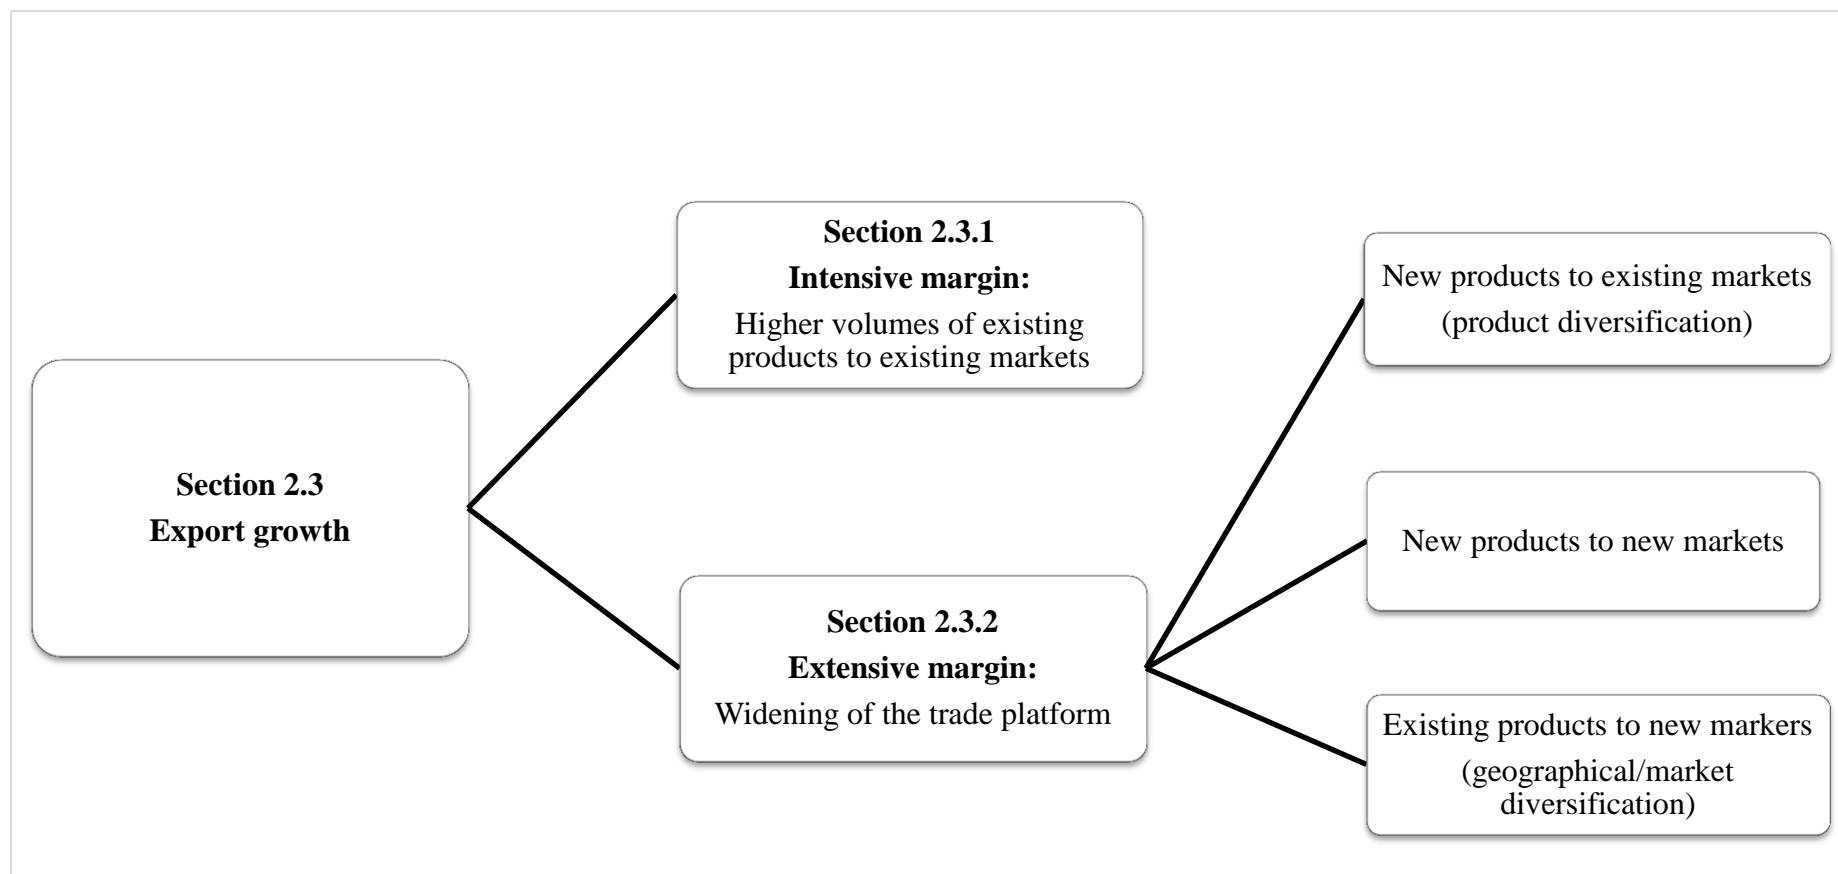 Section 2.3
Export growth
Section 2.3.1
Intensive margin:
Higher volumes of existing
products to existing markets
Section 2.3.2
Extensive margin:
Widening of the trade platform
New products to existing markets
(product diversification)
New products to new markets
Existing products to new markers
(geographical/market
diversification)